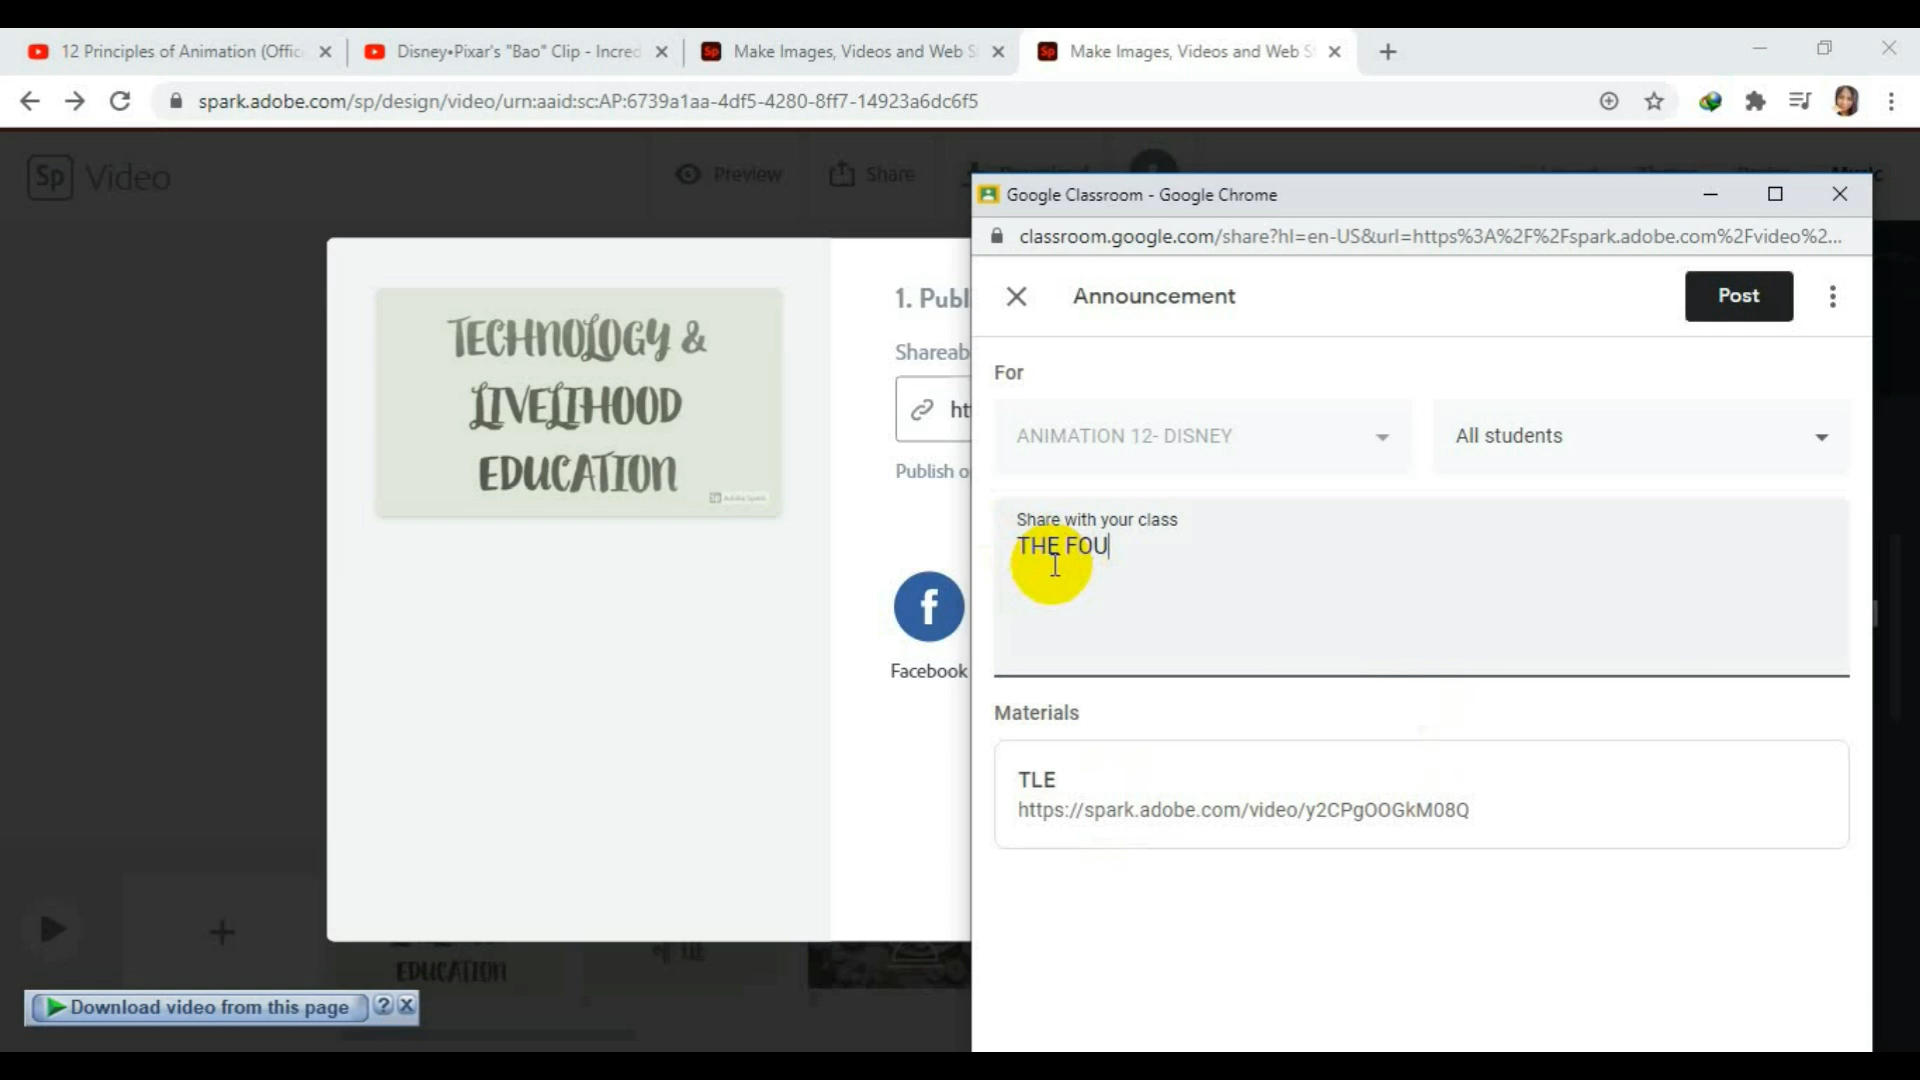 12 Principles of Animation (Offic
Disney•Pixar's "Bao" Clip - Incred
Make Images, Videos and Web S
Make Images, Videos and Web S
spark.adobe.com/sp/design/video/urn:aaid:sc:AP:6739a1aa-4df5-4280-8ff7-14923a6dc6f5
Sp Video
Preview
Share
Download
Music
Google Classroom - Google Chrome
classroom.google.com/share?hl=en-US&url=https%3A%2F%2Fspark.adobe.com%2Fvideo%2...
Announcement
Post
For
ANIMATION 12- DISNEY
All students
Share with your class
THE FOU
Materials
TLE
https://spark.adobe.com/video/y2CPgOOGkM08Q
TECHNOLOGY &
LIVELIHOOD
EDUCATION
Adobe Spark
1. Publ
Shareab
ht
Publish o
f
Facebook
EDUCATION
Download video from this page